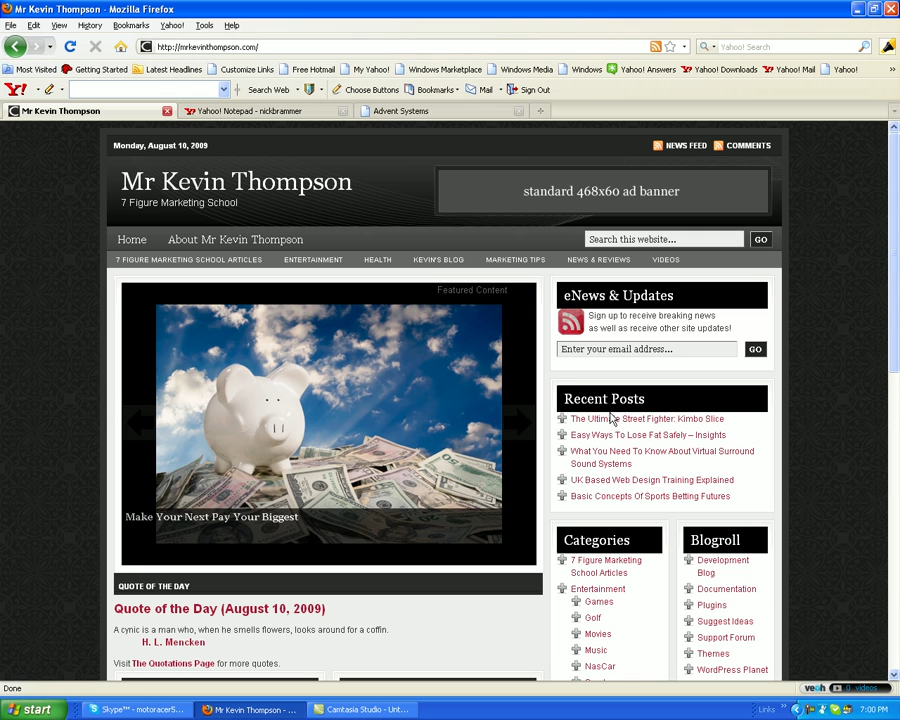 Mr Kevin Thompson - Mozilla Firefox
File Edit View History Bookmarks Yahoo! Tools Help
http://mrkevinthompson.com/
Yahoo! Search
Most Visited Getting Started Latest Headlines Customize Links Free Hotmail My Yahoo! Windows Marketplace Windows Media Windows Yahoo! Answers Yahoo! Downloads Yahoo! Mail Yahoo! »
Y! Search Web Choose Buttons Bookmarks Mail Sign Out
Mr Kevin Thompson Yahoo! Notepad - nickbrammer Advent Systems
Monday, August 10, 2009 NEWS FEED COMMENTS
Mr Kevin Thompson
7 Figure Marketing School
standard 468x60 ad banner
Home About Mr Kevin Thompson Search this website... GO
7 FIGURE MARKETING SCHOOL ARTICLES ENTERTAINMENT HEALTH KEVIN'S BLOG MARKETING TIPS NEWS & REVIEWS VIDEOS
Featured Content
Make Your Next Pay Your Biggest
QUOTE OF THE DAY
Quote of the Day (August 10, 2009)
A cynic is a man who, when he smells flowers, looks around for a coffin.
H. L. Mencken
Visit The Quotations Page for more quotes.
eNews & Updates
Sign up to receive breaking news
as well as receive other site updates!
Enter your email address... GO
Recent Posts
The Ultimate Street Fighter: Kimbo Slice
Easy Ways To Lose Fat Safely – Insights
What You Need To Know About Virtual Surround
Sound Systems
UK Based Web Design Training Explained
Basic Concepts Of Sports Betting Futures
Categories
7 Figure Marketing
School Articles
Entertainment
Games
Golf
Movies
Music
NasCar
Blogroll
Development
Blog
Documentation
Plugins
Suggest Ideas
Support Forum
Themes
WordPress Planet
Done veoh 0 videos
start Skype™ - motoracer5... Mr Kevin Thompson - ... Camtasia Studio - Unt... Links » 7:00 PM